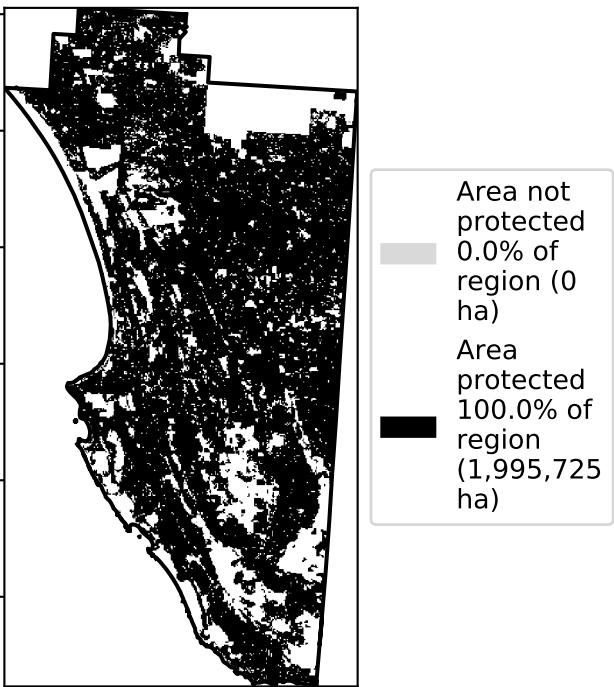 Area not
protected
0.0% of
region (0
ha)
Area
protected
100.0% of
region
(1,995,725
ha)